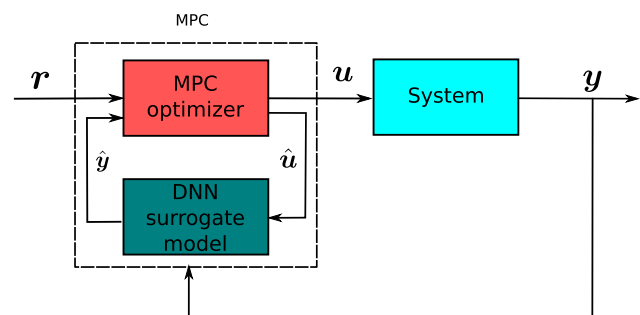 MPC
r
MPC
optimizer
u
System
y
ŷ
û
DNN
surrogate
model